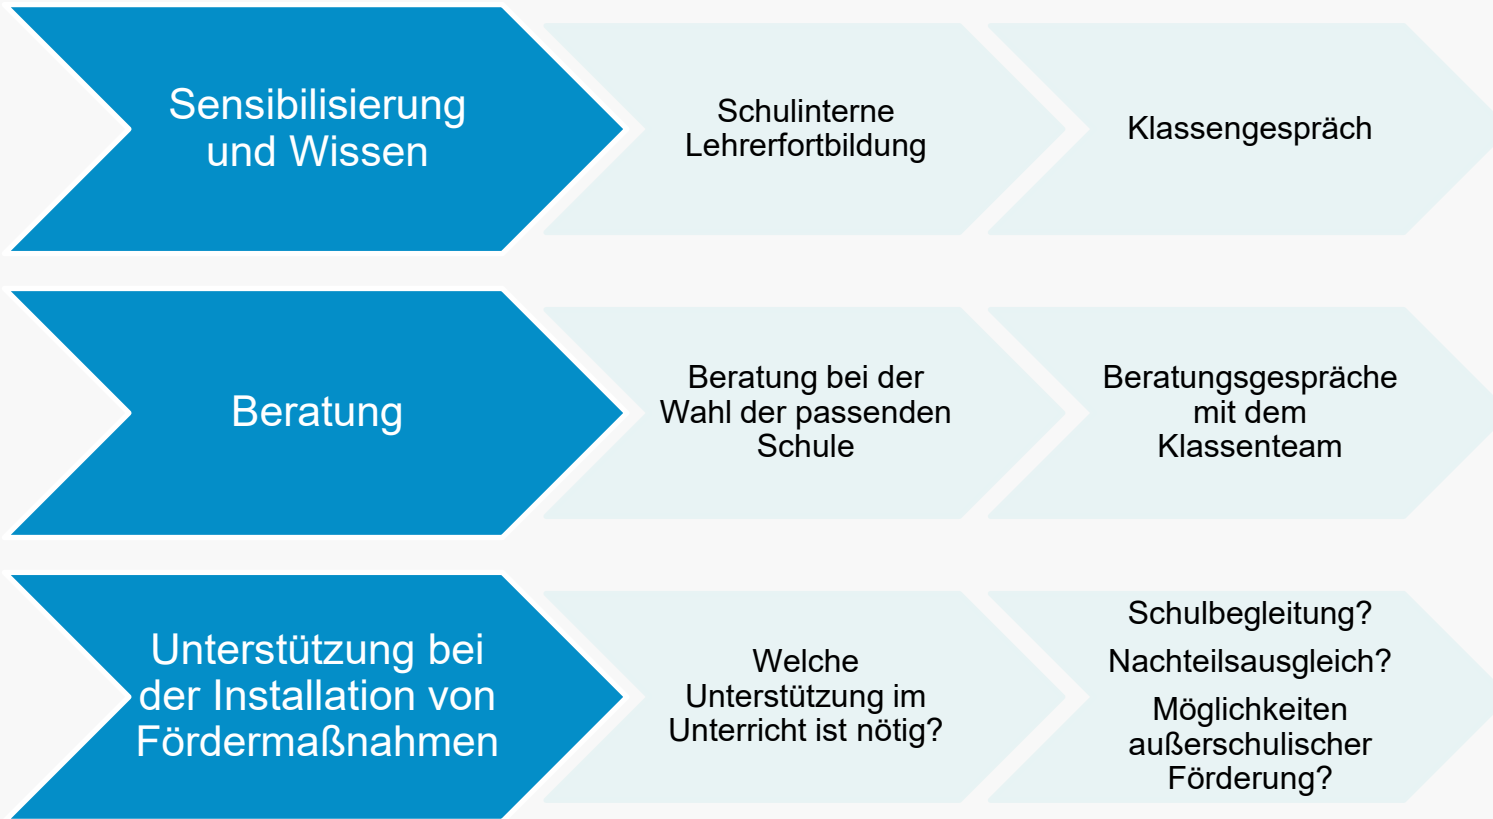 Sensibilisierung
und Wissen
Schulinterne
Lehrerfortbildung
Klassengespräch
Beratung
Beratung bei der
Wahl der passenden
Schule
Beratungsgespräche
mit dem
Klassenteam
Unterstützung bei
der Installation von
Fördermaßnahmen
Welche
Unterstützung im
Unterricht ist nötig?
Schulbegleitung?
Nachteilsausgleich?
Möglichkeiten
außerschulischer
Förderung?